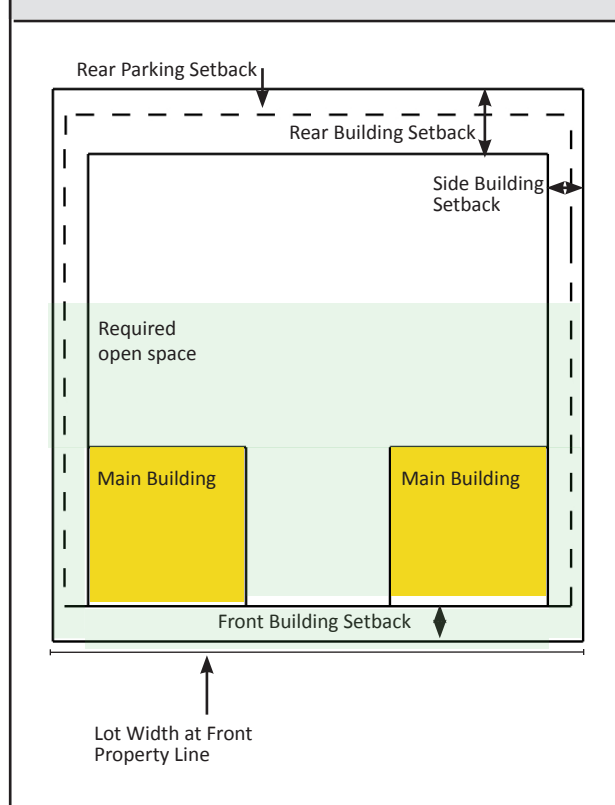 Rear Parking Setback
Rear Building Setback
Side Building
Setback
Required
open space
Main Building
Main Building
Front Building Setback
Lot Width at Front
Property Line